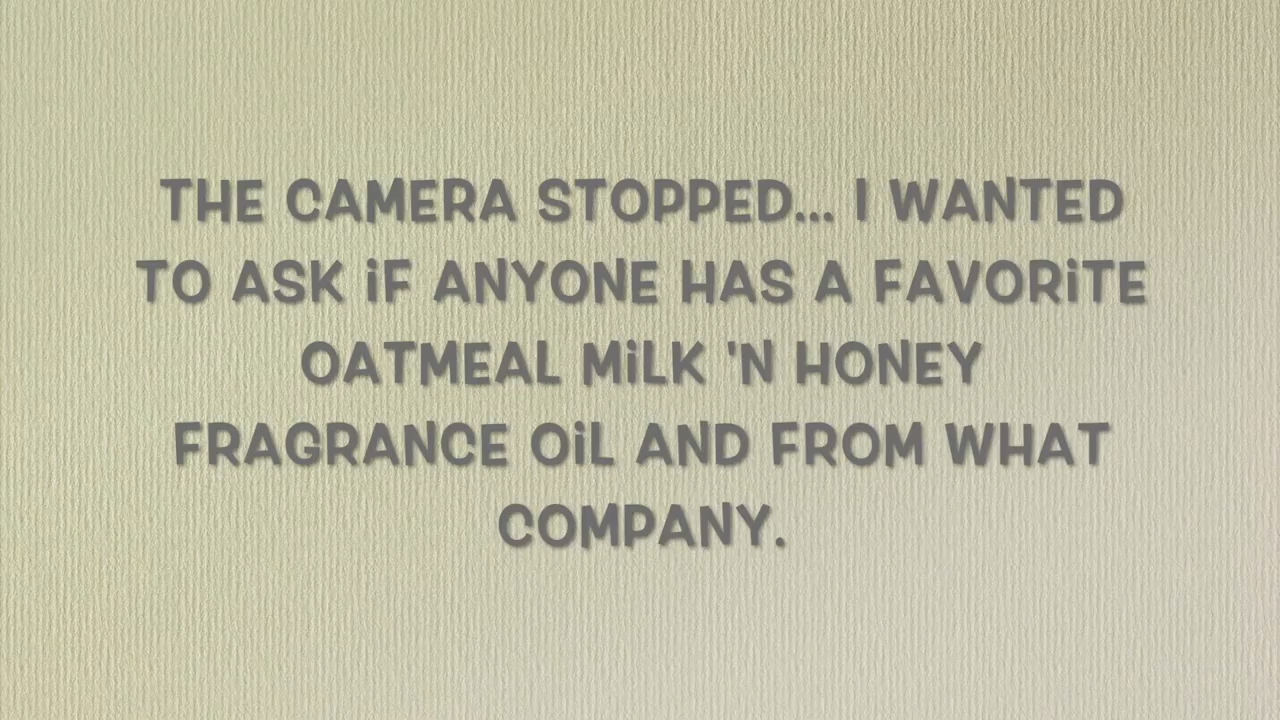 THE CAMERA STOPPED... I WANTED
TO ASK iF ANYONE HAS A FAVORiTE
OATMEAL MiLK 'N HONEY
FRAGRANCE OiL AND FROM WHAT
COMPANY.